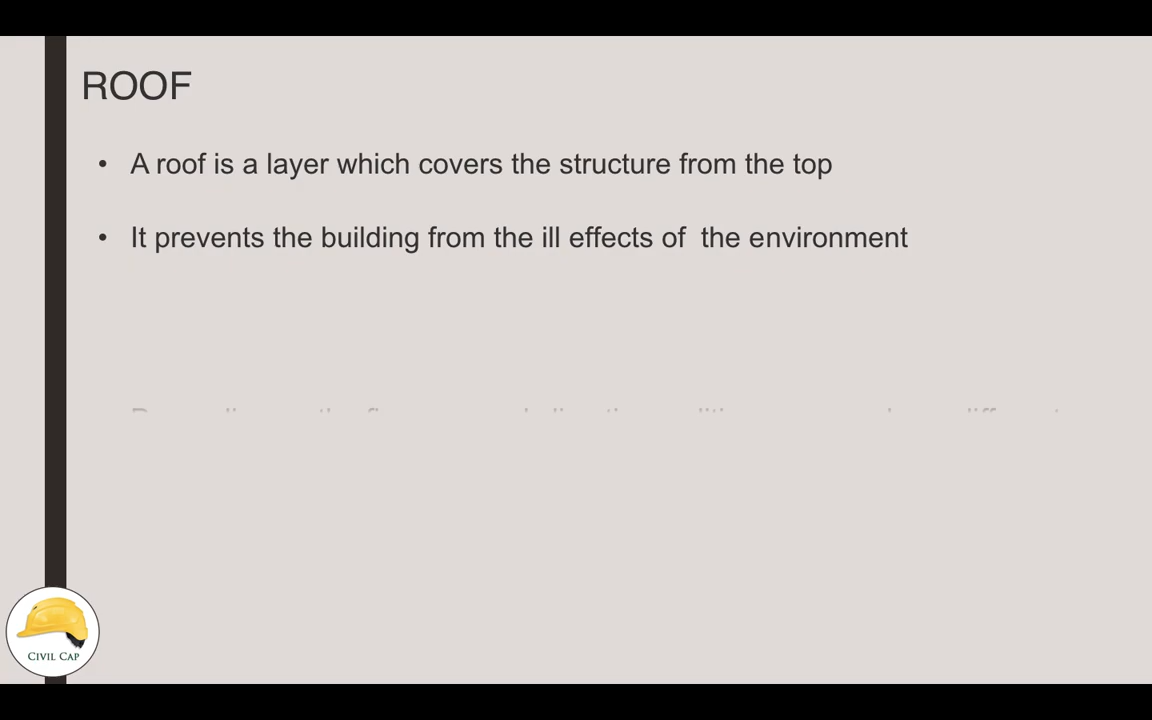 ROOF
• A roof is a layer which covers the structure from the top
• It prevents the building from the ill effects of  the environment
CIVIL CAP